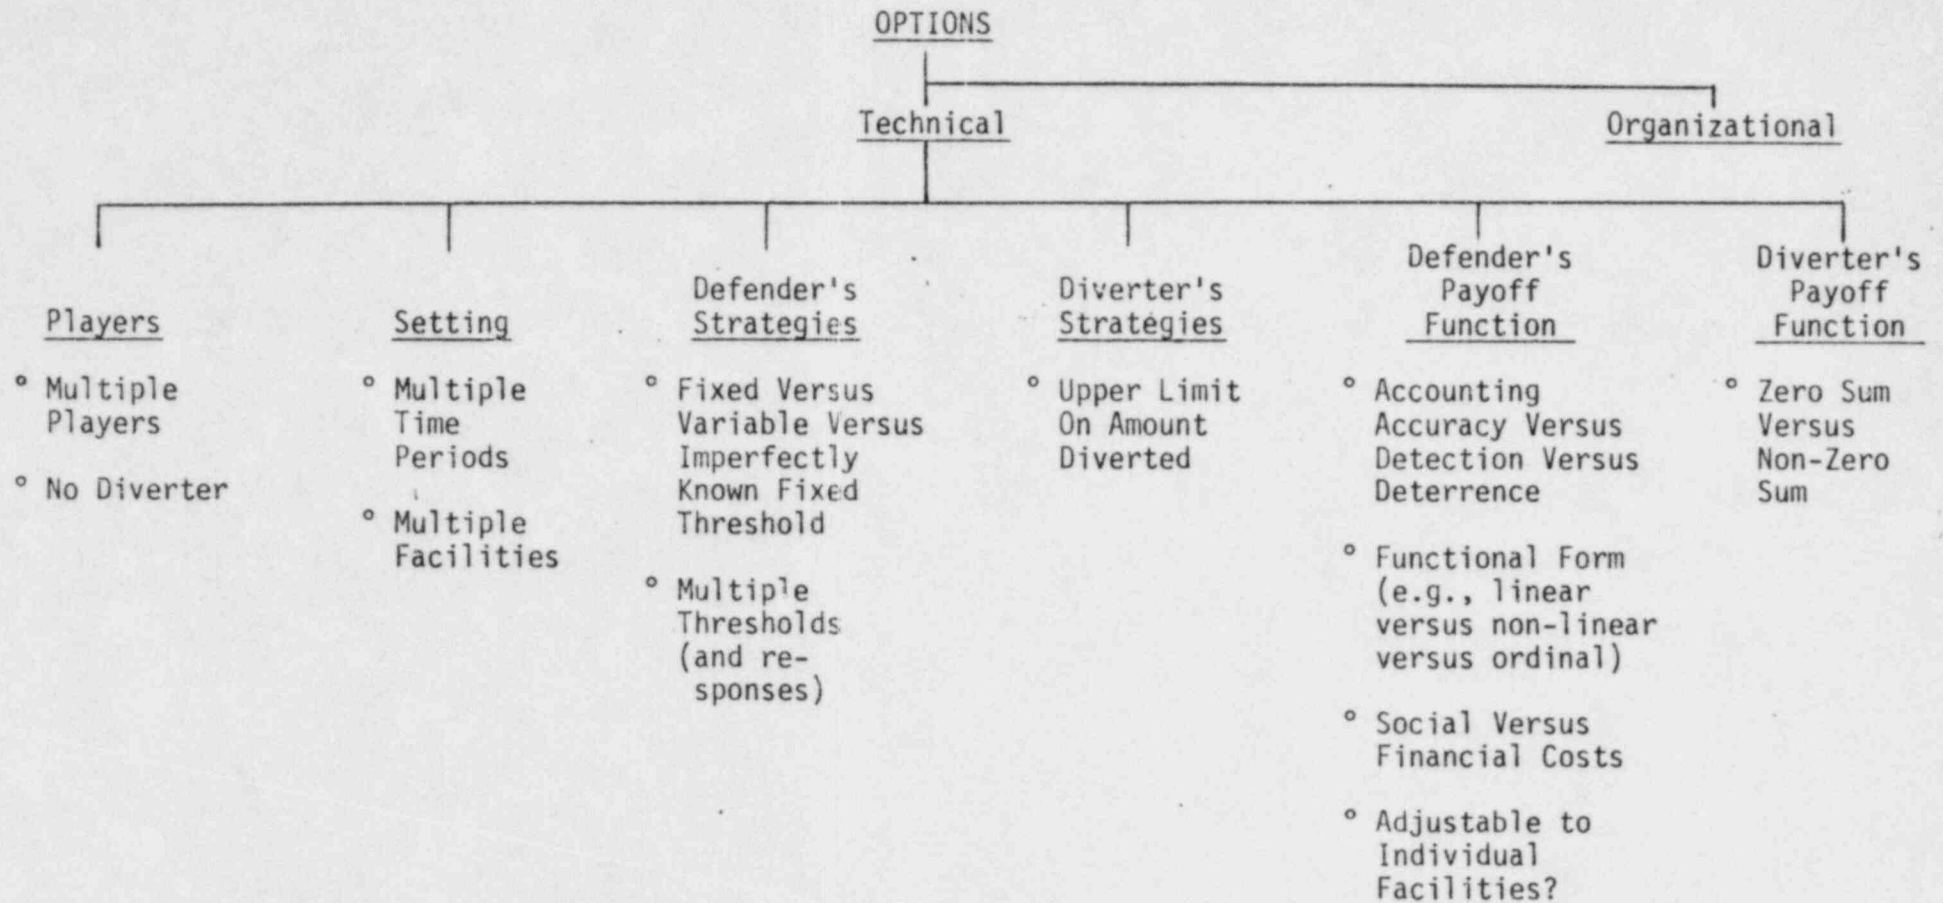 OPTIONS
Technical
Organizational
Players
° Multiple
Players
° No Diverter
Setting
° Multiple
Time
Periods
° Multiple
Facilities
Defender's
Strategies
° Fixed Versus
Variable Versus
Imperfectly
Known Fixed
Threshold
° Multiple
Thresholds
(and re-
sponses)
Diverter's
Strategies
° Upper Limit
On Amount
Diverted
Defender's
Payoff
Function
° Accounting
Accuracy Versus
Detection Versus
Deterrence
° Functional Form
(e.g., linear
versus non-linear
versus ordinal)
° Social Versus
Financial Costs
° Adjustable to
Individual
Facilities?
Diverter's
Payoff
Function
° Zero Sum
Versus
Non-Zero
Sum